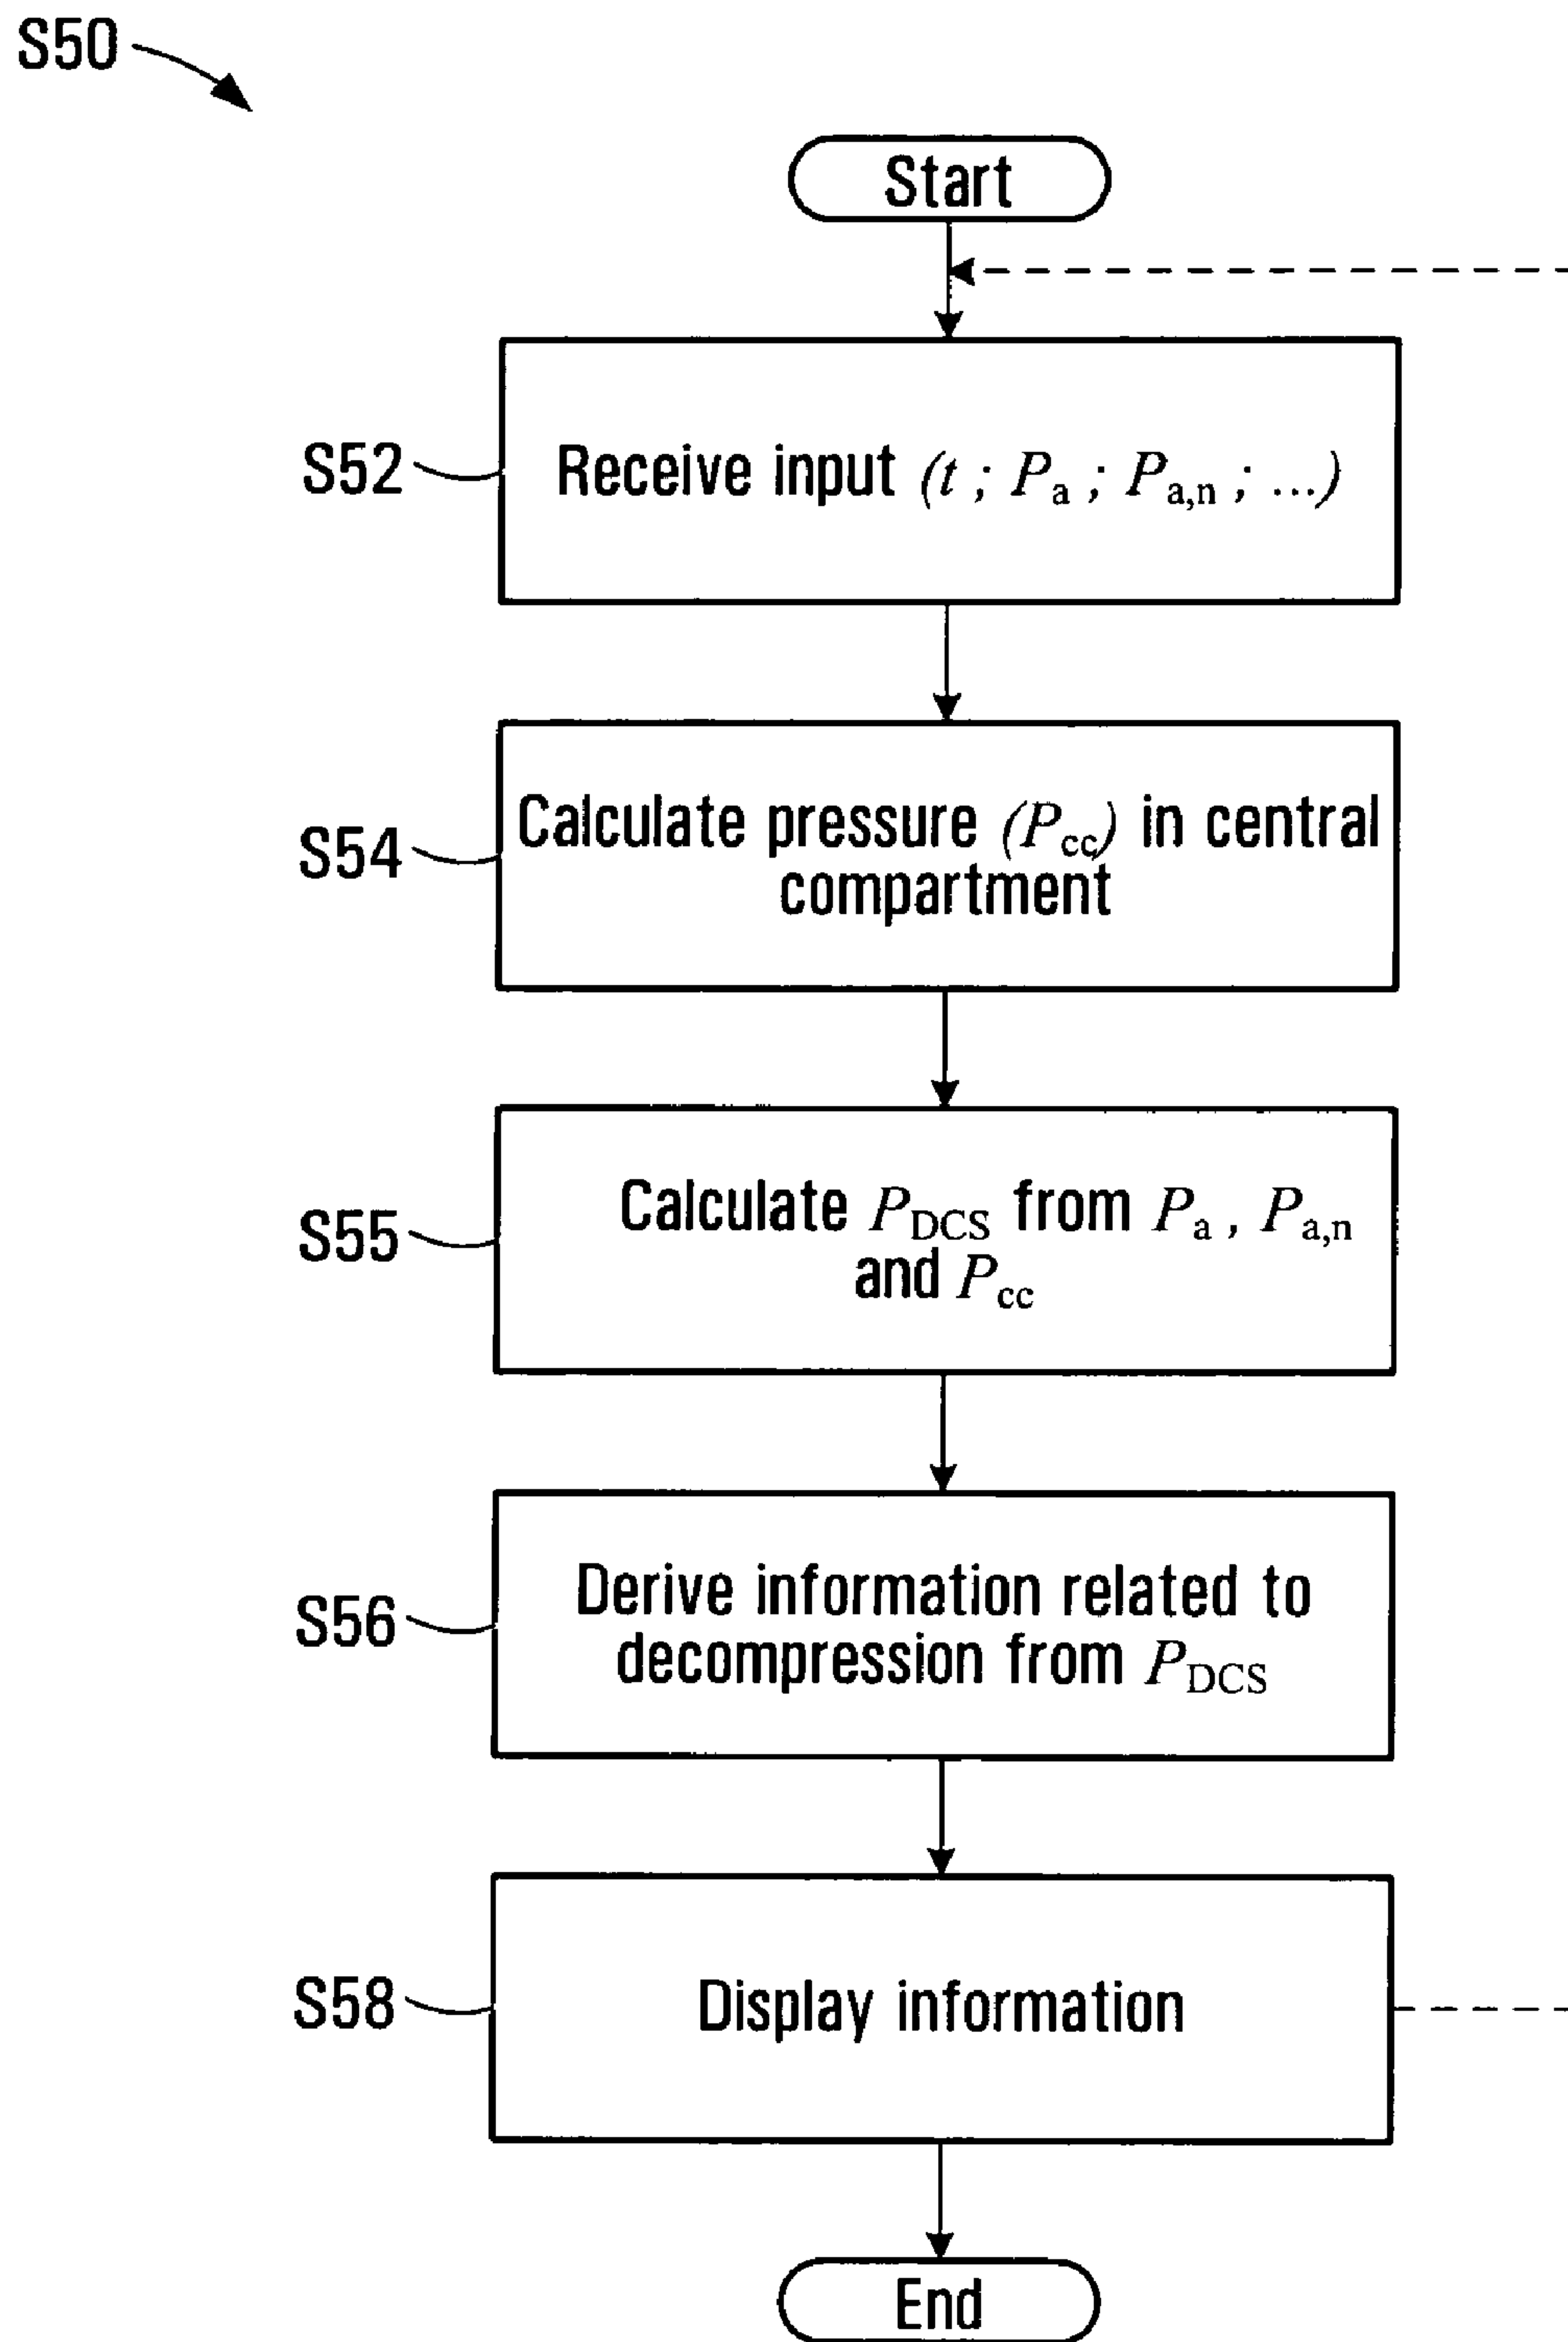 S50
Start
S52
Receive input (t ; Pa ; Pa,n ; ...)
S54
Calculate pressure (Pcc) in central
compartment
S55
Calculate PDCS from Pa , Pa,n
and Pcc
S56
Derive information related to
decompression from PDCS
S58
Display information
End